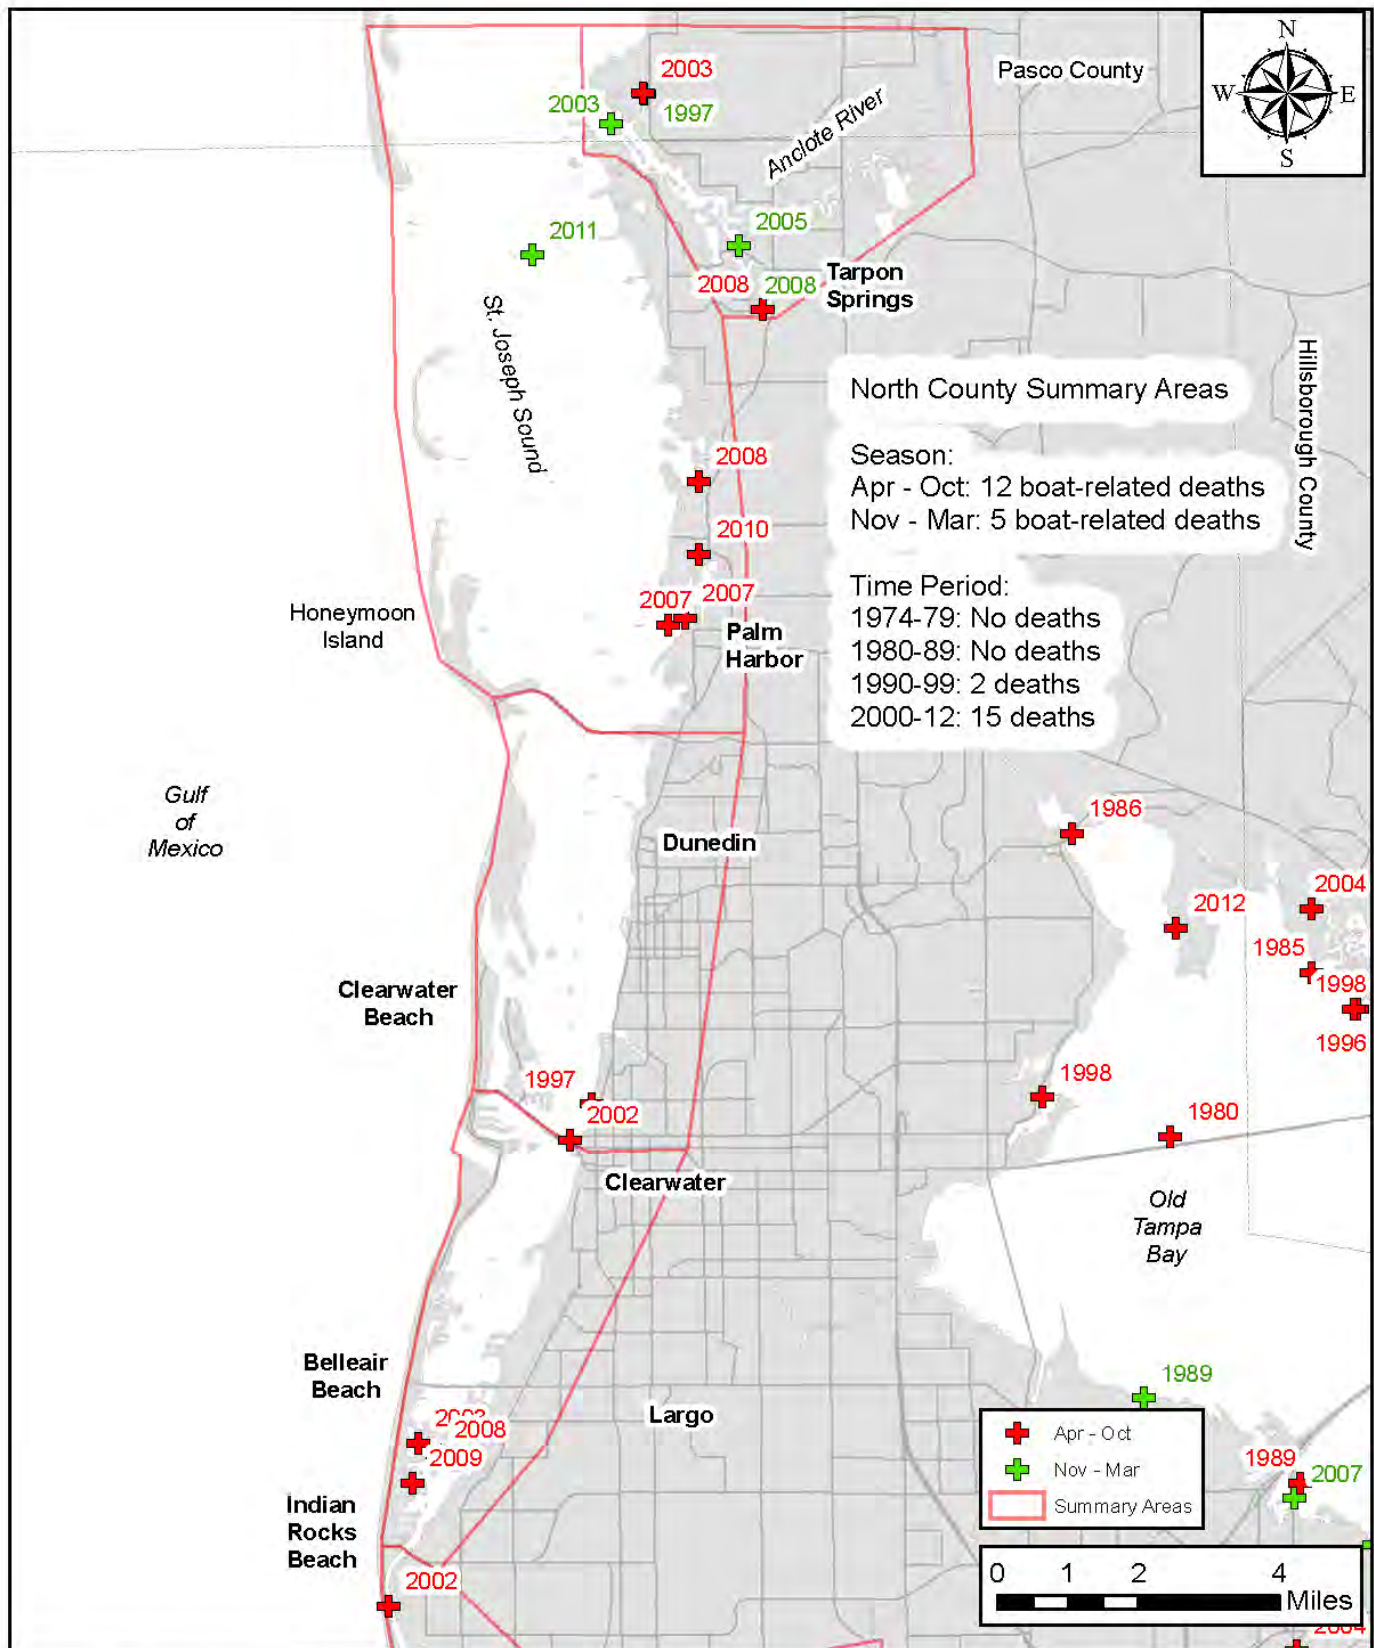 N
W
E
S
Pasco County
2003
2003
1997
Anclote River
2011
2005
2008
2008
Tarpon
Springs
St. Joseph Sound
Hillsborough County
North County Summary Areas
Season:
Apr - Oct: 12 boat-related deaths
Nov - Mar: 5 boat-related deaths
Time Period:
1974-79: No deaths
1980-89: No deaths
1990-99: 2 deaths
2000-12: 15 deaths
2008
2010
2007
2007
Honeymoon
Island
Palm
Harbor
Gulf
of
Mexico
Dunedin
1986
2004
2012
1985
1998
1996
Clearwater
Beach
1997
2002
1998
1980
Clearwater
Old
Tampa
Bay
Belleair
Beach
1989
Largo
2008
2009
Apr - Oct
Nov - Mar
Summary Areas
1989
2007
Indian
Rocks
Beach
2002
0 1 2 4
Miles